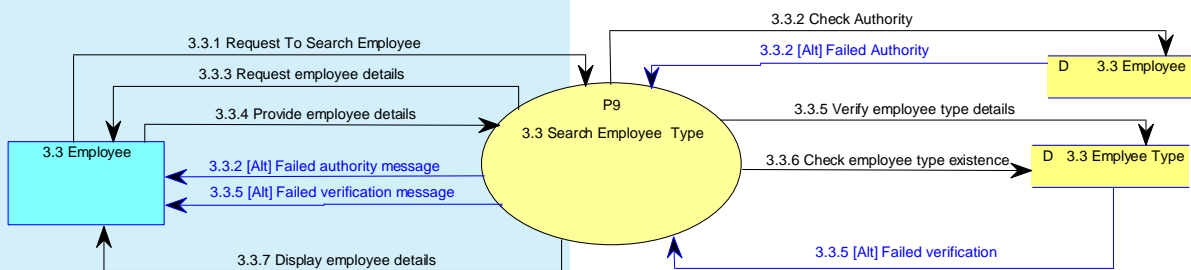 3.3.2 Check Authority
3.3.1 Request To Search Employee
3.3.2 [Alt] Failed Authority
D 3.3 Employee
3.3.3 Request employee details
P9
3.3.4 Provide employee details
3.3.5 Verify employee type details
3.3 Search Employee Type
3.3 Employee
D 3.3 Emplyee Type
3.3.2 [Alt] Failed authority message
3.3.6 Check employee type existence
3.3.5 [Alt] Failed verification message
3.3.5 [Alt] Failed verification
3.3.7 Display employee details